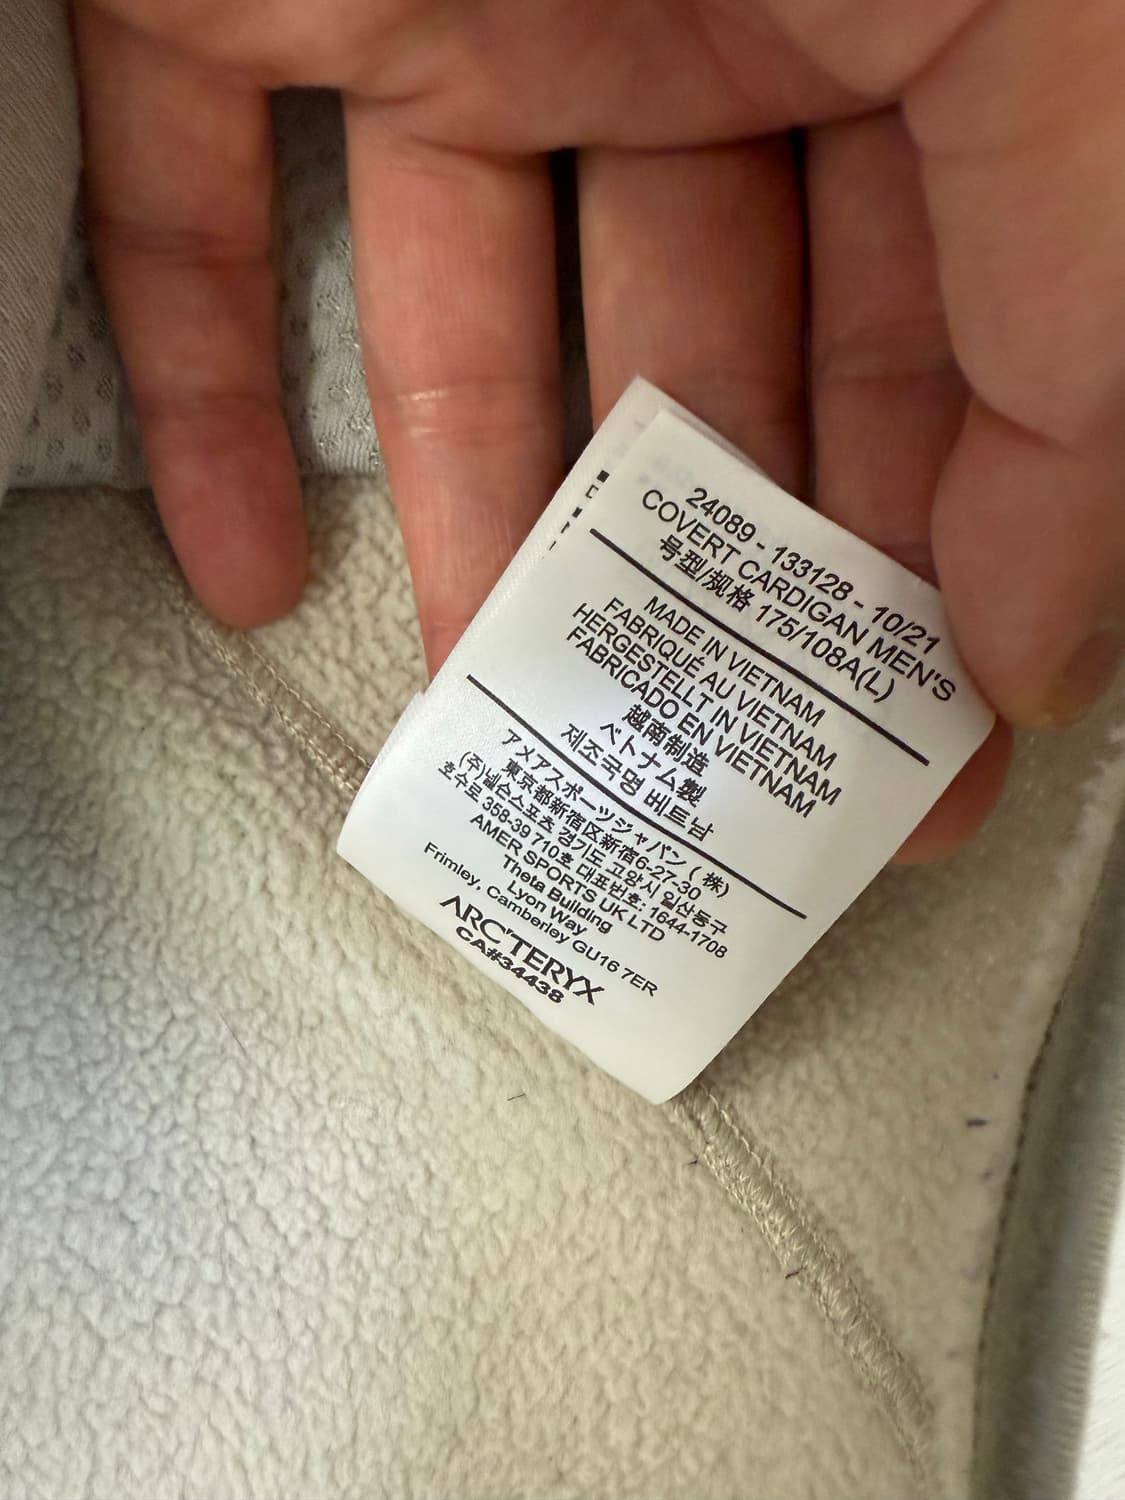 24089 - 133128 - 10/21
COVERT CARDIGAN MEN'S
号型/规格 175/108A(L)
MADE IN VIETNAM
FABRIQUÉ AU VIETNAM
HERGESTELLT IN VIETNAM
FABRICADO EN VIETNAM
越南制造
ベトナム製
제조국명 베트남
アメアスポーツジャパン ( 株)
東京都新宿区新宿6-27-30
(주)넬슨스포츠 경기도 고양시 일산동구
호수로 358-39 710호 대표번호: 1644-1708
AMER SPORTS UK LTD
Theta Building
Lyon Way
Frimley, Camberley GU16 7ER
ARC'TERYX
CA#34438